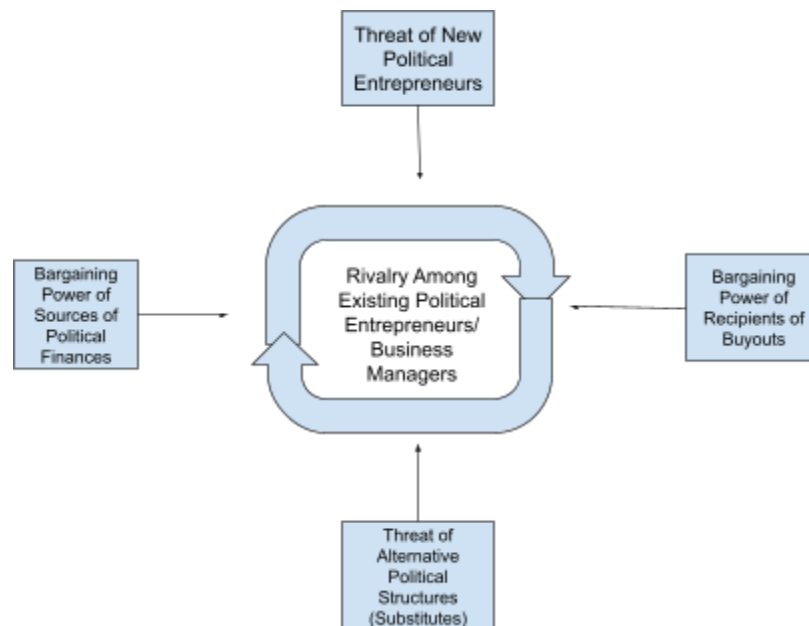 Threat of New
Political
Entrepreneurs
Bargaining
Power of
Sources of
Political
Finances
Rivalry Among
Existing Political
Entrepreneurs/
Business
Managers
Bargaining
Power of
Recipients of
Buyouts
Threat of
Alternative
Political
Structures
(Substitutes)